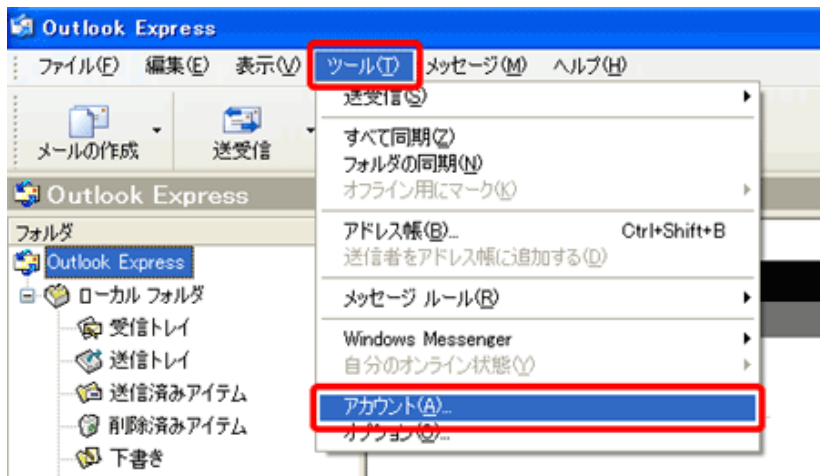 Outlook Express
ファイル(F) 編集(E) 表示(V) ツール(T) メッセージ(M) ヘルプ(H)
メールの作成 送受信
送受信(S)
すべて同期(Z)
フォルダの同期(N)
オフライン用にマーク(K)
アドレス帳(B)... Ctrl+Shift+B
送信者をアドレス帳に追加する(D)
メッセージ ルール(R)
Windows Messenger
自分のオンライン状態(Y)
アカウント(A)...
オプション(O)...
Outlook Express
フォルダ
Outlook Express
ローカル フォルダ
受信トレイ
送信トレイ
送信済みアイテム
削除済みアイテム
下書き